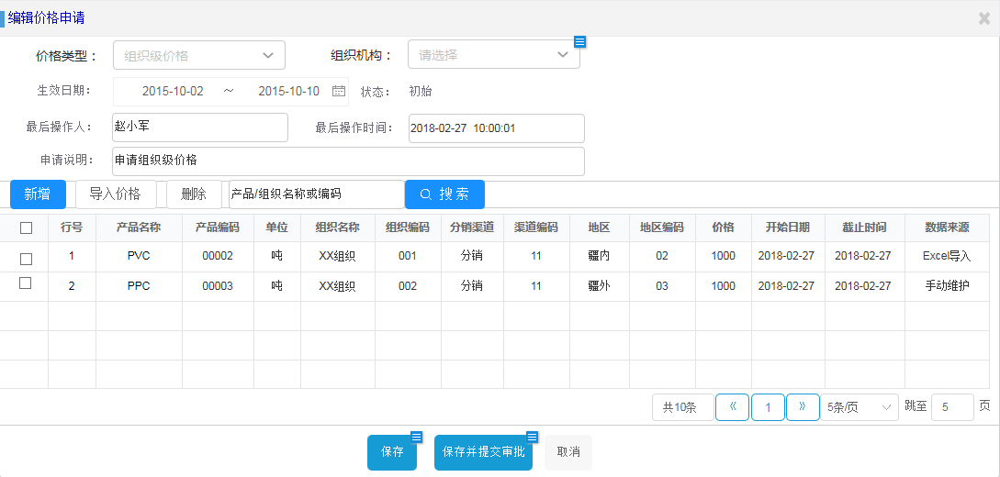 编辑价格申请
价格类型： 组织级价格 组织机构： 请选择
生效日期： 2015-10-02 ~ 2015-10-10 状态： 初始
最后操作人： 赵小军 最后操作时间： 2018-02-27 10:00:01
申请说明： 申请组织级价格
新增 导入价格 删除 产品/组织名称或编码 搜索
行号 产品名称 产品编码 单位 组织名称 组织编码 分销渠道 渠道编码 地区 地区编码 价格 开始日期 截止时间 数据来源
1 PVC 00002 吨 XX组织 001 分销 11 疆内 02 1000 2018-02-27 2018-02-27 Excel导入
2 PPC 00003 吨 XX组织 002 分销 11 疆外 03 1000 2018-02-27 2018-02-27 手动维护
共10条 《 1 》 5条/页 跳至 5 页
保存 保存并提交审批 取消